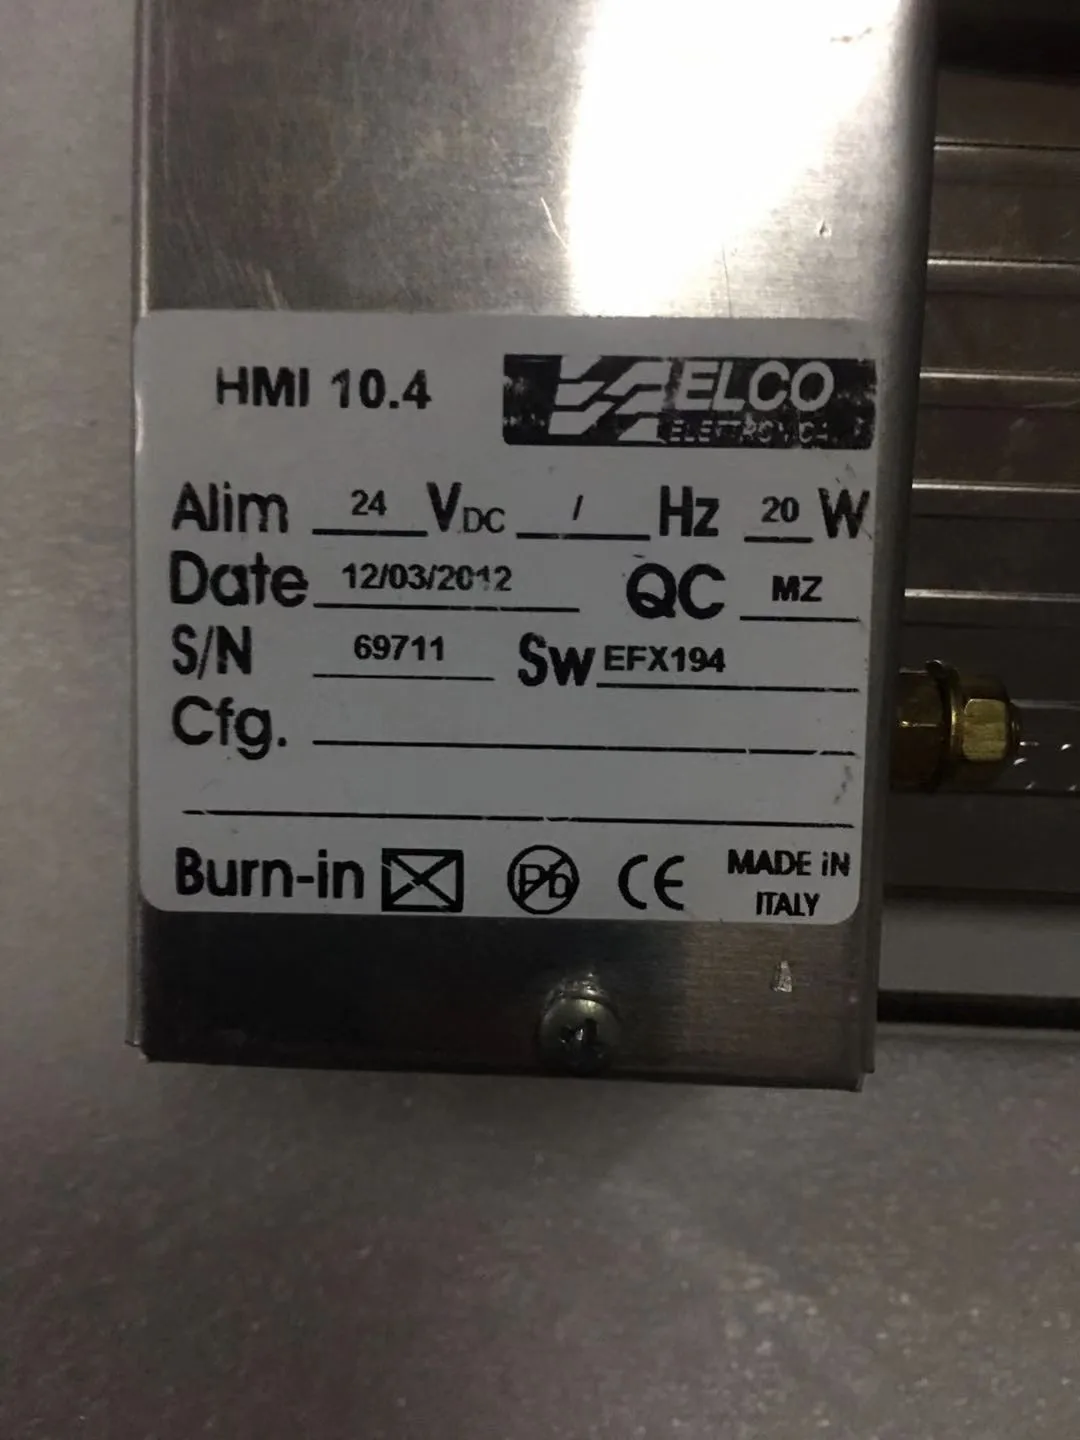 HMI 10.4 ELCO
ELETTRONICA
Alim 24 VDC / Hz 20 W
Date 12/03/2012 QC MZ
S/N 69711 Sw EFX194
Cfg.
Burn-in Pb CE MADE iN
ITALY